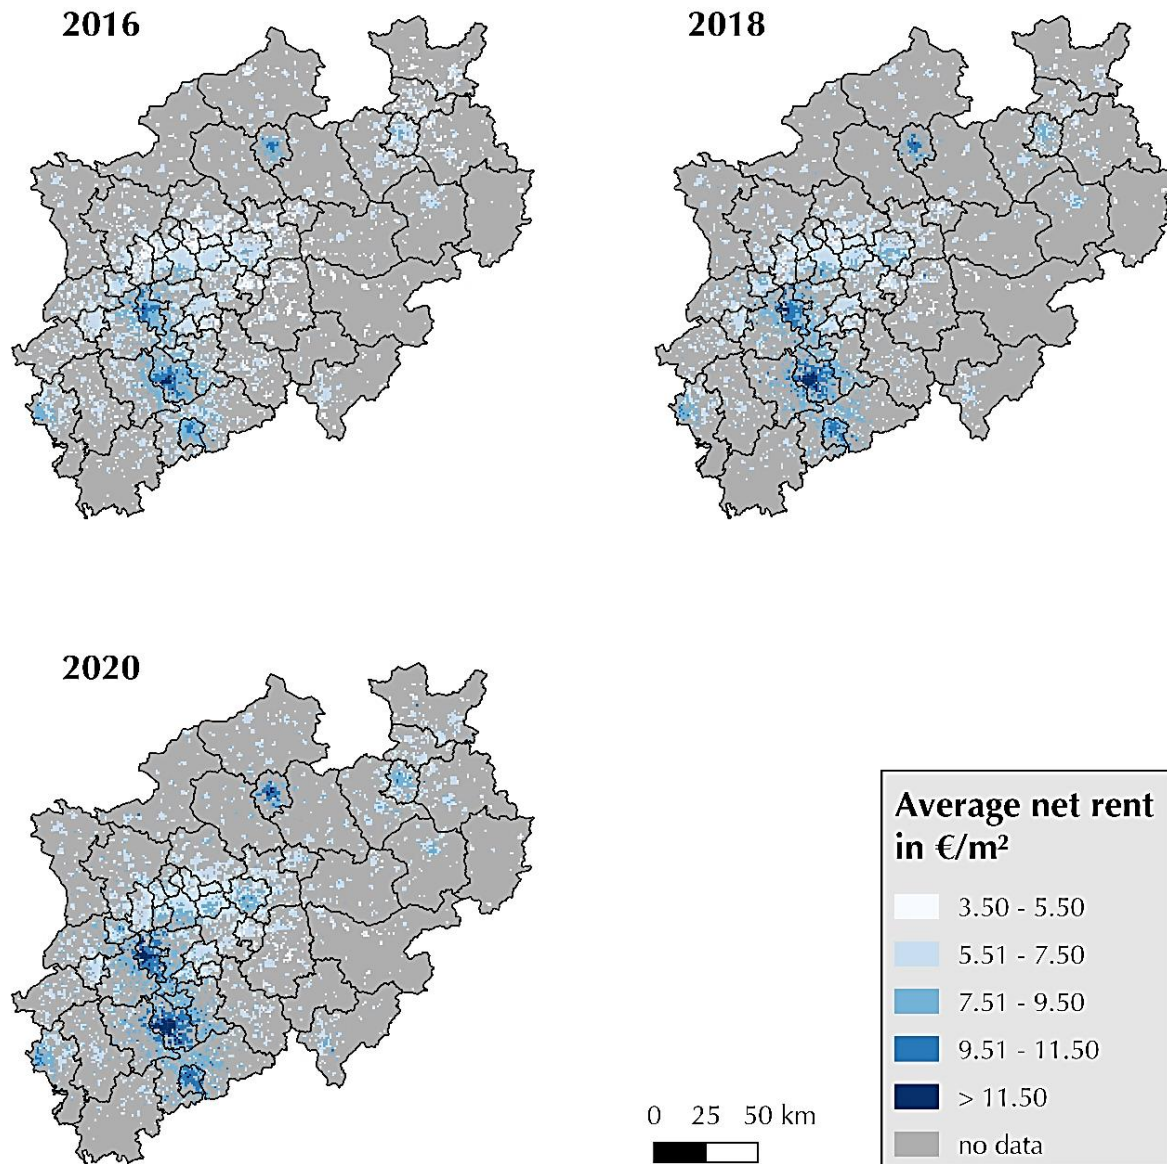 2016
2018
2020
Average net rent
in €/m²
3.50 - 5.50
5.51 - 7.50
7.51 - 9.50
9.51 - 11.50
> 11.50
no data
0 25 50 km